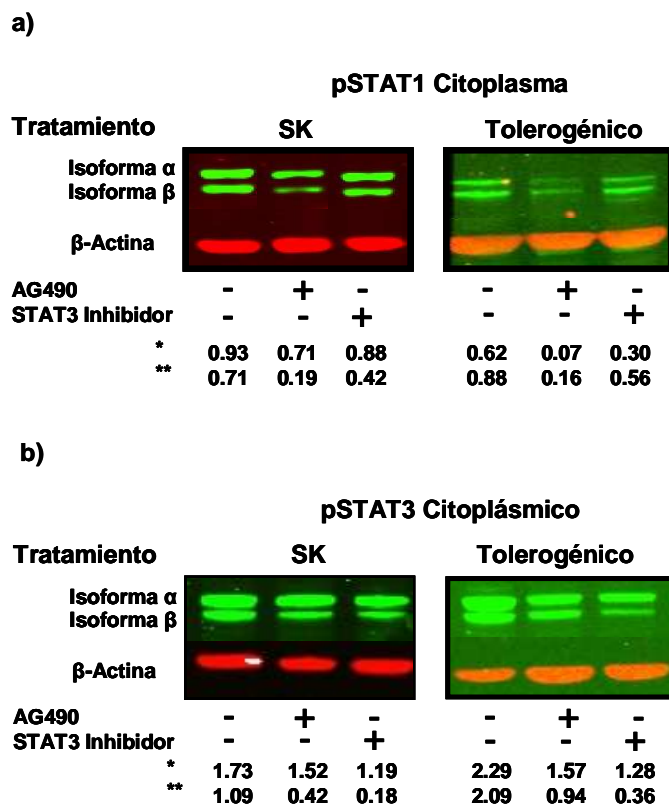 a)
pSTAT1 Citoplasma
Tratamiento SK Tolerogénico
Isoforma α
Isoforma β
β-Actina
AG490 - + - - + -
STAT3 Inhibidor - - + - - +
* 0.93 0.71 0.88 0.62 0.07 0.30
** 0.71 0.19 0.42 0.88 0.16 0.56
b)
pSTAT3 Citoplásmico
Tratamiento SK Tolerogénico
Isoforma α
Isoforma β
β-Actina
AG490 - + - - + -
STAT3 Inhibidor - - + - - +
* 1.73 1.52 1.19 2.29 1.57 1.28
** 1.09 0.42 0.18 2.09 0.94 0.36